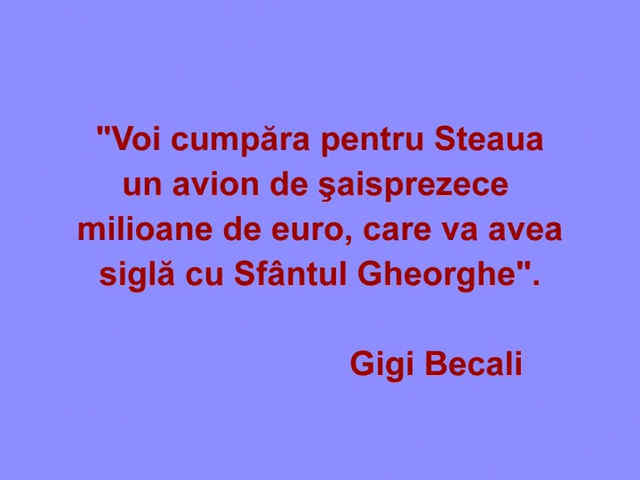 "Voi cumpăra pentru Steaua
un avion de şaisprezece
milioane de euro, care va avea
siglă cu Sfântul Gheorghe".
Gigi Becali